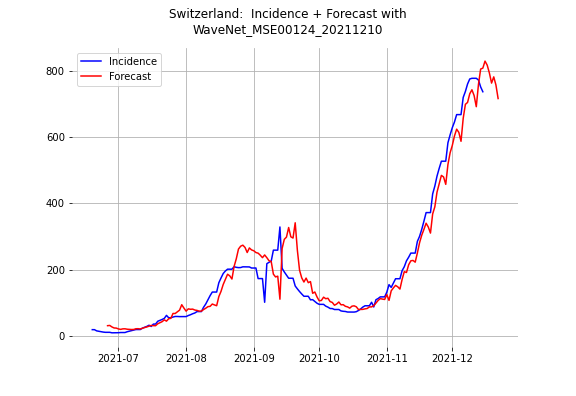 Switzerland:  Incidence + Forecast with
WaveNet_MSE00124_20211210
Incidence
Forecast
800
600
400
200
0
2021-07 2021-08 2021-09 2021-10 2021-11 2021-12